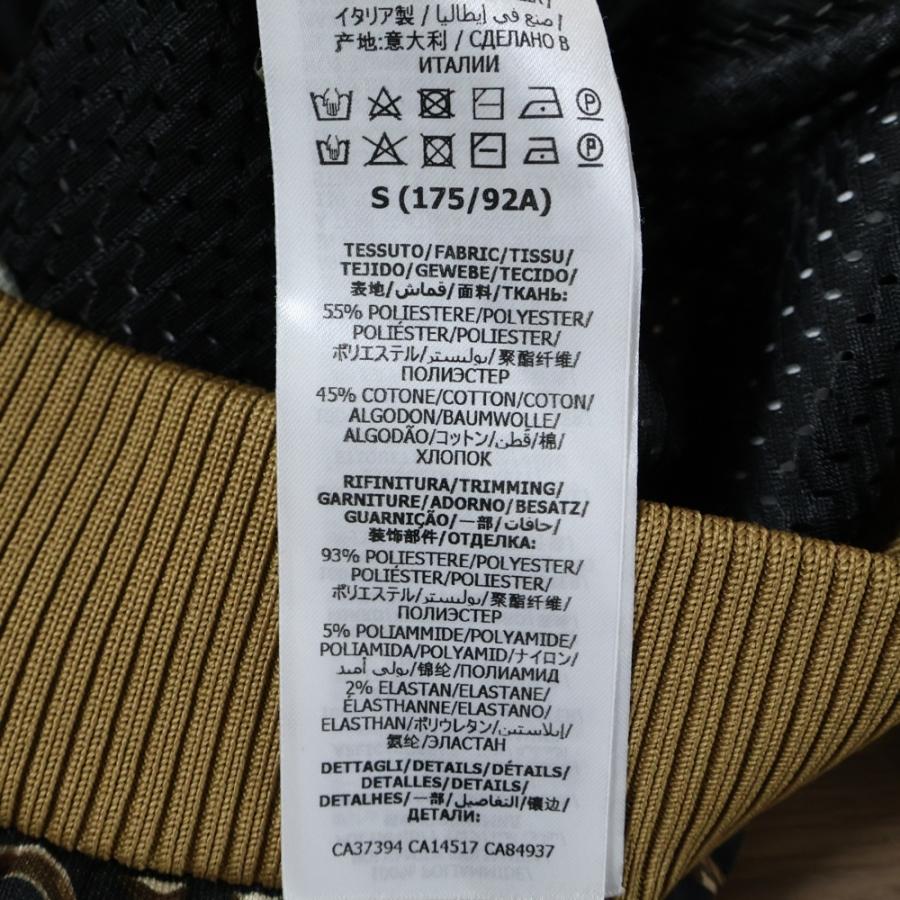 イタリア製 / صنع في إيطاليا /
产地:意大利 / СДЕЛАНО В
ИТАЛИИ
P
P
S (175/92A)
TESSUTO/FABRIC/TISSU/
TEJIDO/GEWEBE/TECIDO/
表地/قماش/面料/ТКАНЬ:
55% POLIESTERE/POLYESTER/
POLIÉSTER/POLIESTER/
ポリエステル/بوليستر/聚酯纤维/
ПОЛИЭСТЕР
45% COTONE/COTTON/COTON/
ALGODON/BAUMWOLLE/
ALGODÃO/コットン/قطن/棉/
ХЛОПОК
RIFINITURA/TRIMMING/
GARNITURE/ADORNO/BESATZ/
GUARNIÇÃO/一部/حافات/
装饰部件/ОТДЕЛКА:
93% POLIESTERE/POLYESTER/
POLIÉSTER/POLIESTER/
ポリエステル/بوليستر/聚酯纤维/
ПОЛИЭСТЕР
5% POLIAMMIDE/POLYAMIDE/
POLIAMIDA/POLYAMID/ナイロン/
بولي أميد/锦纶/ПОЛИАМИД
2% ELASTAN/ELASTANE/
ÉLASTHANNE/ELASTANO/
ELASTHAN/ポリウレタン/إيلاستين/
氨纶/ЭЛАСТАН
DETTAGLI/DETAILS/DÉTAILS/
DETALLES/DETAILS/
DETALHES/一部/التفاصيل/镶边/
ДЕТАЛИ:
CA37394 CA14517 CA84937